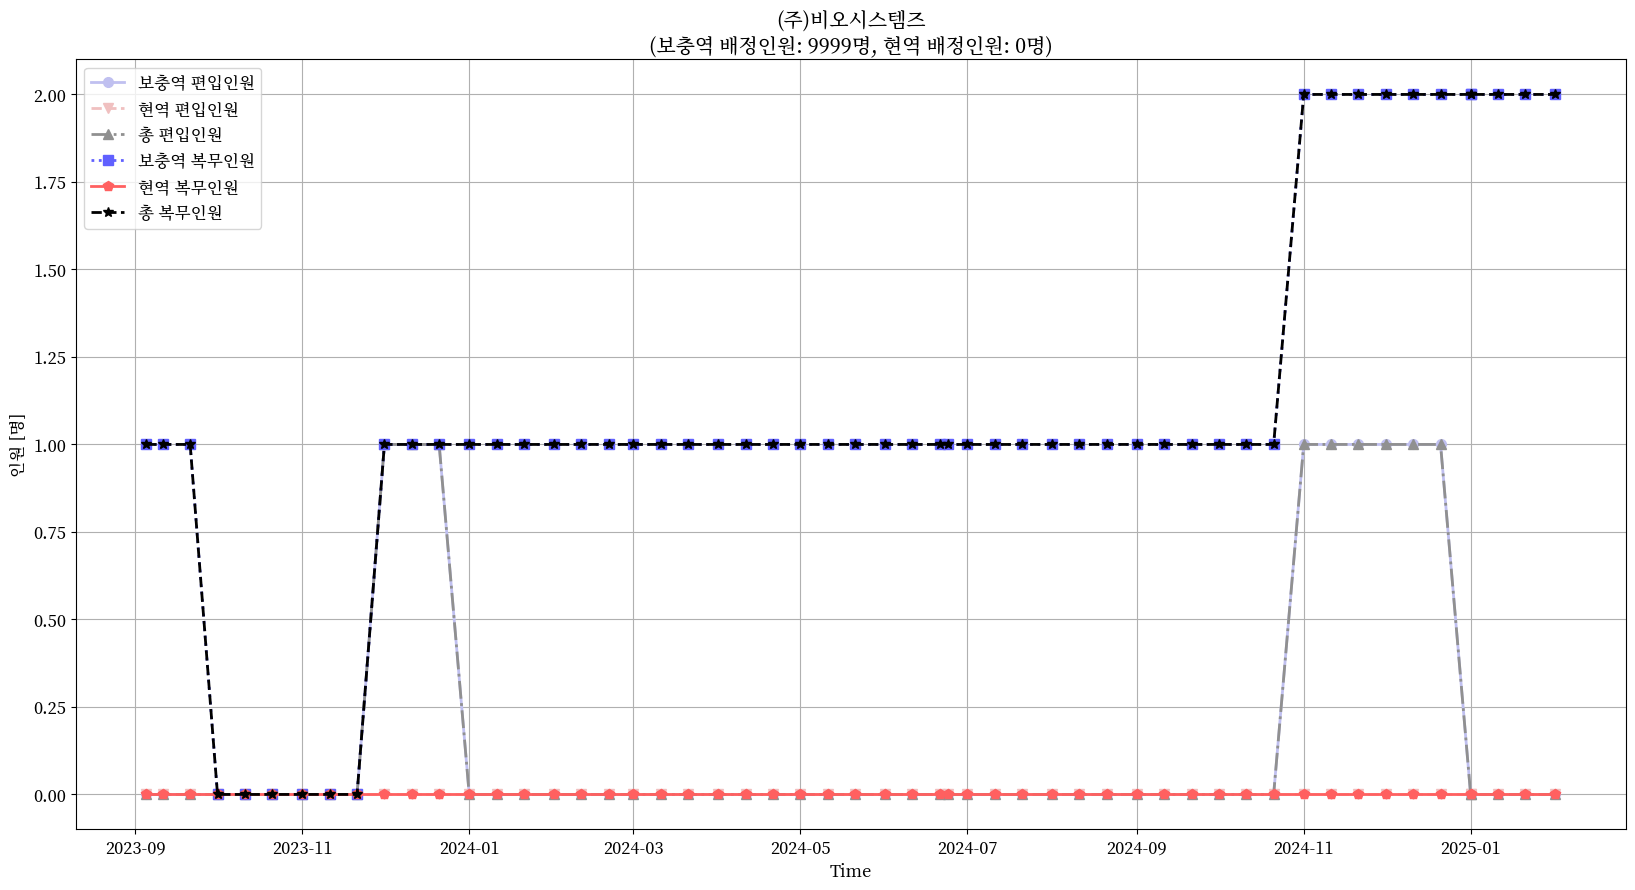 (주)비오시스템즈
(보충역 배정인원: 9999명, 현역 배정인원: 0명)
보충역 편입인원
현역 편입인원
총 편입인원
보충역 복무인원
현역 복무인원
총 복무인원
2.00
1.75
1.50
1.25
1.00
0.75
0.50
0.25
0.00
인원 [명]
2023-09
2023-11
2024-01
2024-03
2024-05
2024-07
2024-09
2024-11
2025-01
Time